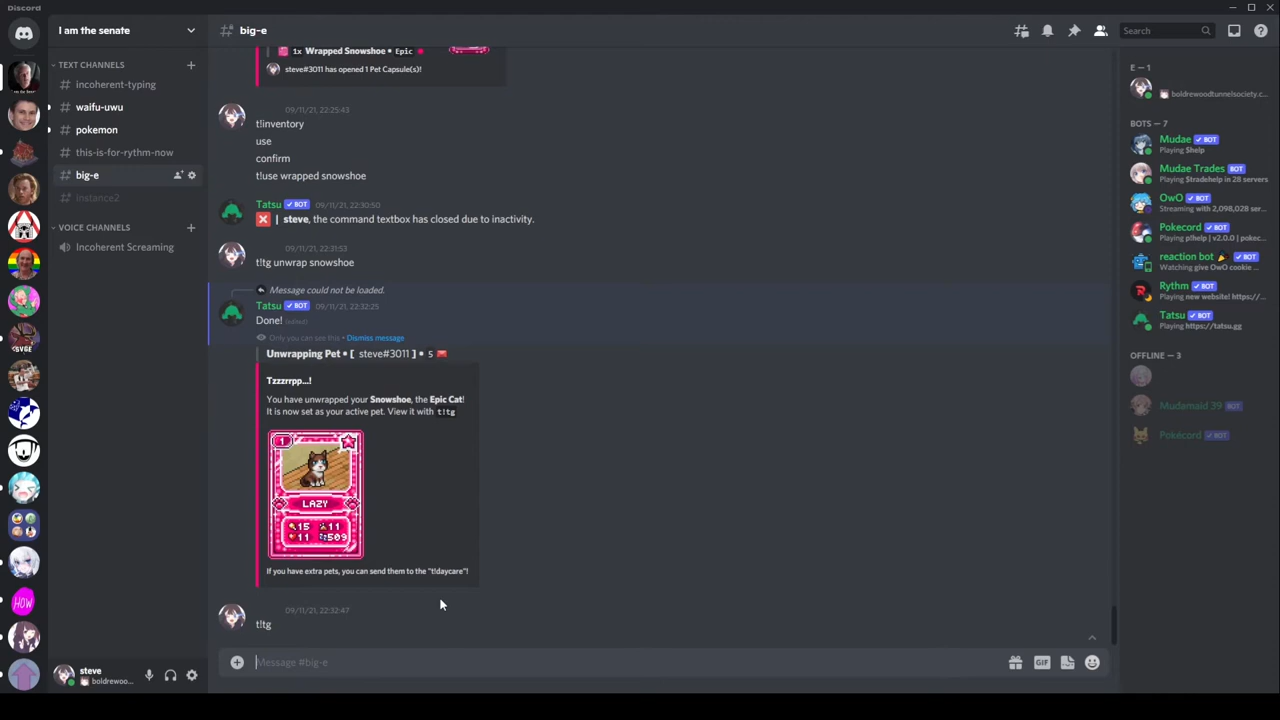 Discord
I am the senate
TEXT CHANNELS
incoherent-typing
waifu-uwu
pokemon
this-is-for-rythm-now
big-e
instance2
VOICE CHANNELS
Incoherent Screaming
HOW
steve
boldrewoo...
big-e
Search
1x Wrapped Snowshoe • Epic
steve#3011 has opened 1 Pet Capsule(s)!
09/11/21, 22:25:43
t!inventory
use
confirm
t!use wrapped snowshoe
Tatsu BOT 09/11/21, 22:30:50
| steve, the command textbox has closed due to inactivity.
09/11/21, 22:31:53
t!tg unwrap snowshoe
Message could not be loaded.
Tatsu BOT 09/11/21, 22:32:25
Done! (edited)
Only you can see this • Dismiss message
Unwrapping Pet • [ steve#3011 ] • 5
Tzzzrrpp...!
You have unwrapped your Snowshoe, the Epic Cat!
It is now set as your active pet. View it with t!tg
1
LAZY
15 11
11 509
If you have extra pets, you can send them to the "t!daycare"!
09/11/21, 22:32:47
t!tg
Message #big-e
GIF
E — 1
boldrewoodtunnelsociety.c...
BOTS — 7
Mudae BOT
Playing $help
Mudae Trades BOT
Playing $tradehelp in 28 servers
OwO BOT
Streaming with 2,098,028 ser...
Pokecord BOT
Playing p!help | v2.0.0 | pokec...
reaction bot BOT
Watching give OwO cookie ...
Rythm BOT
Playing new website! https://...
Tatsu BOT
Playing https://tatsu.gg
OFFLINE — 3
Mudamaid 39 BOT
Pokécord BOT